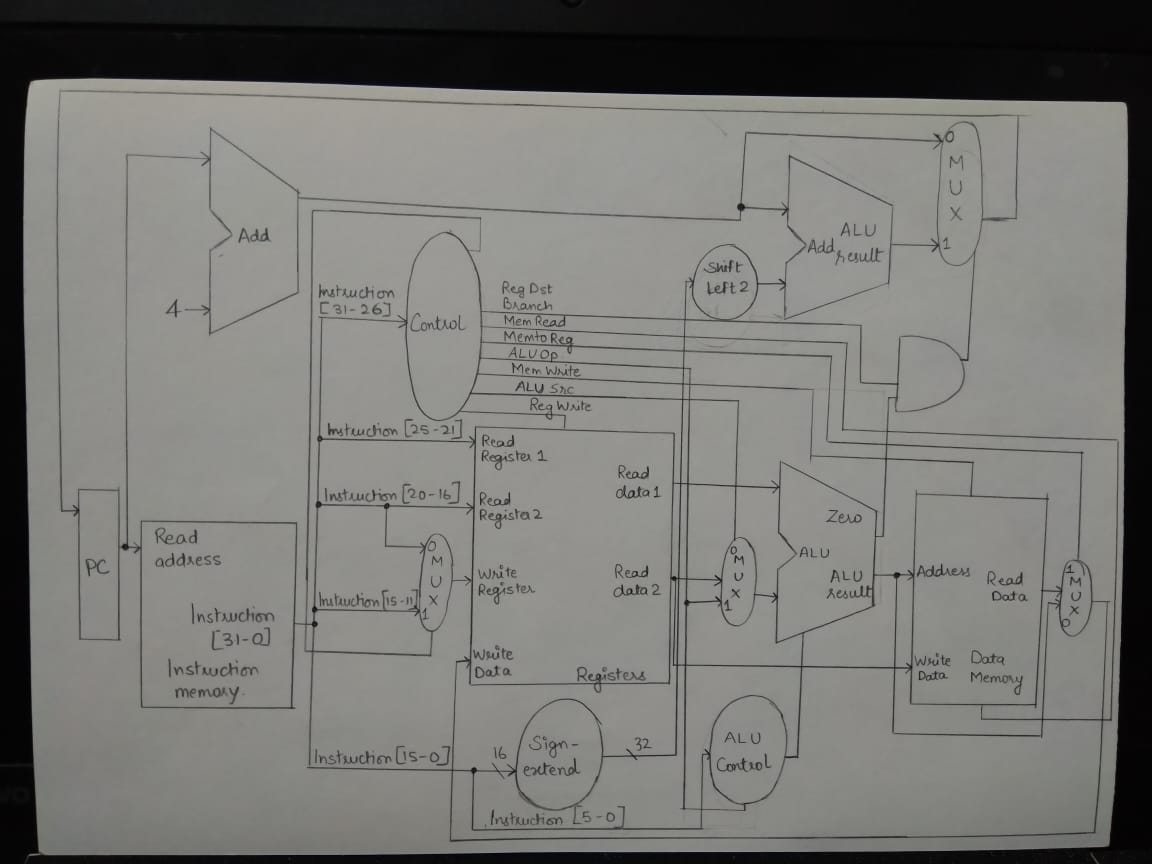 Add
4
Instruction
[31-26]
Control
Reg Dst
Branch
Mem Read
Memto Reg
ALU Op
Mem Write
ALU Src
Reg Write
Shift
Left 2
Add
ALU
result
0
M
U
X
1
PC
Read
address
Instruction
[31-0]
Instruction
memory.
Instruction [25-21]
Instruction [20-16]
Instruction [15-11]
0
M
U
X
1
Read
Register 1
Read
Register 2
Write
Register
Write
Data
Read
data 1
Read
data 2
Registers
0
M
U
X
1
Zero
ALU
ALU
result
Address
Read
Data
Write
Data
Data
Memory
1
M
U
X
0
Instruction [15-0]
16
Sign-
extend
32
ALU
Control
Instruction [5-0]